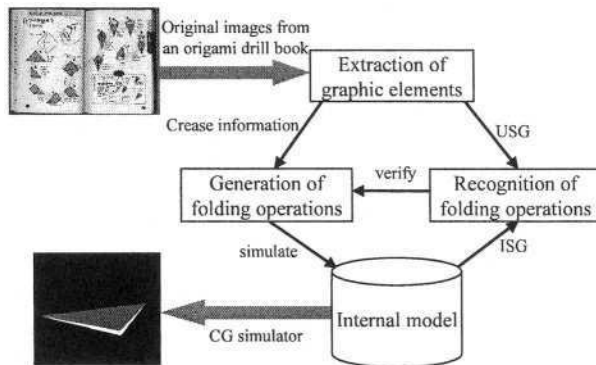 Original images from
an origami drill book
Extraction of
graphic elements
Crease information
USG
Generation of
folding operations
verify
Recognition of
folding operations
simulate
ISG
Internal model
CG simulator